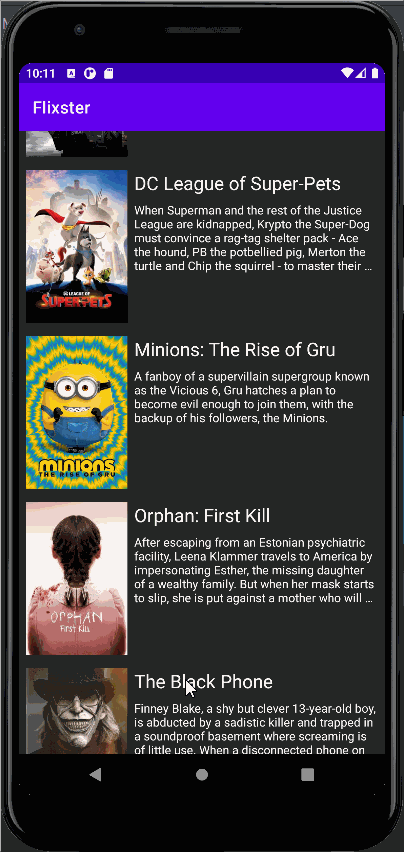 10:11
Flixster
DC League of Super-Pets
When Superman and the rest of the Justice
League are kidnapped, Krypto the Super-Dog
must convince a rag-tag shelter pack - Ace
the hound, PB the potbellied pig, Merton the
turtle and Chip the squirrel - to master their …
DC LEAGUE OF
SUPER-PETS
Minions: The Rise of Gru
A fanboy of a supervillain supergroup known
as the Vicious 6, Gru hatches a plan to
become evil enough to join them, with the
backup of his followers, the Minions.
minions
THE RISE OF GRU
Orphan: First Kill
After escaping from an Estonian psychiatric
facility, Leena Klammer travels to America by
impersonating Esther, the missing daughter
of a wealthy family. But when her mask starts
to slip, she is put against a mother who will …
ORPHAN
First Kill
The Black Phone
Finney Blake, a shy but clever 13-year-old boy,
is abducted by a sadistic killer and trapped in
a soundproof basement where screaming is
of little use. When a disconnected phone on